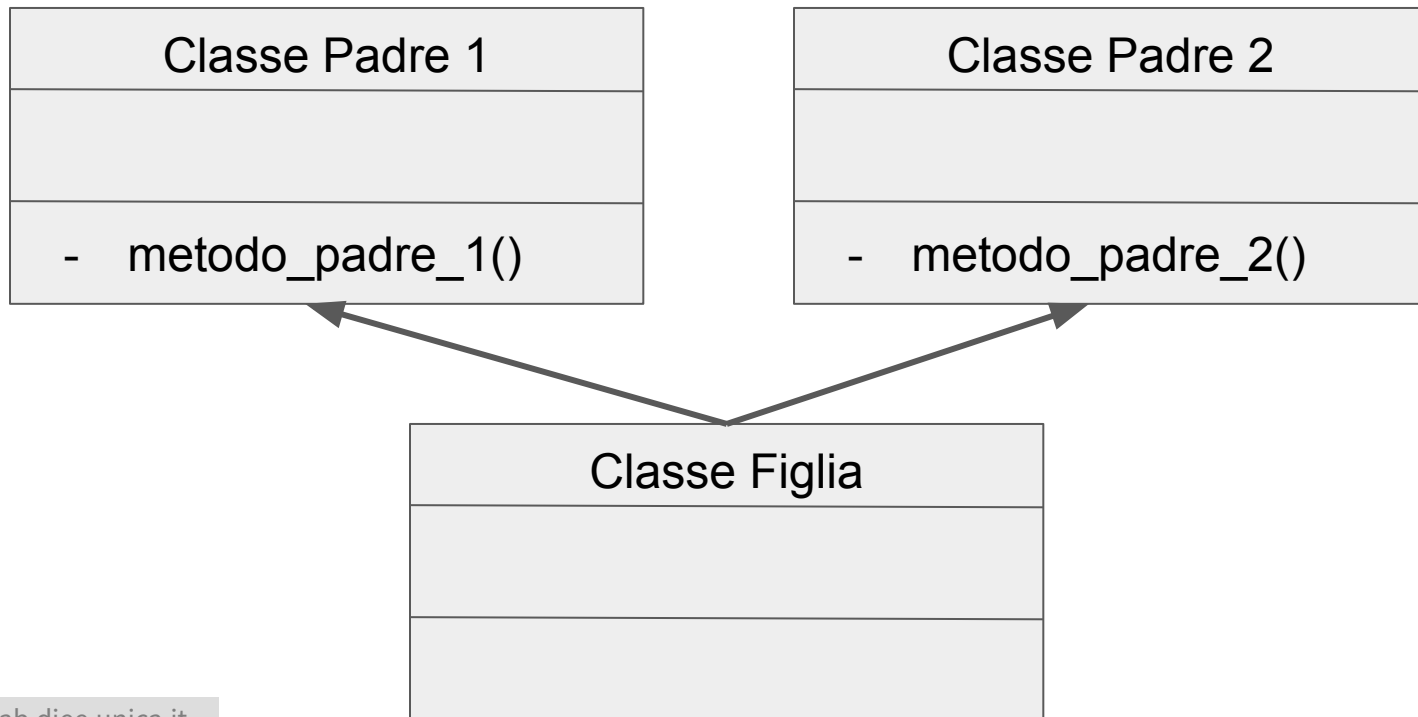 Classe Padre 1
Classe Padre 2
- metodo_padre_1()
- metodo_padre_2()
Classe Figlia